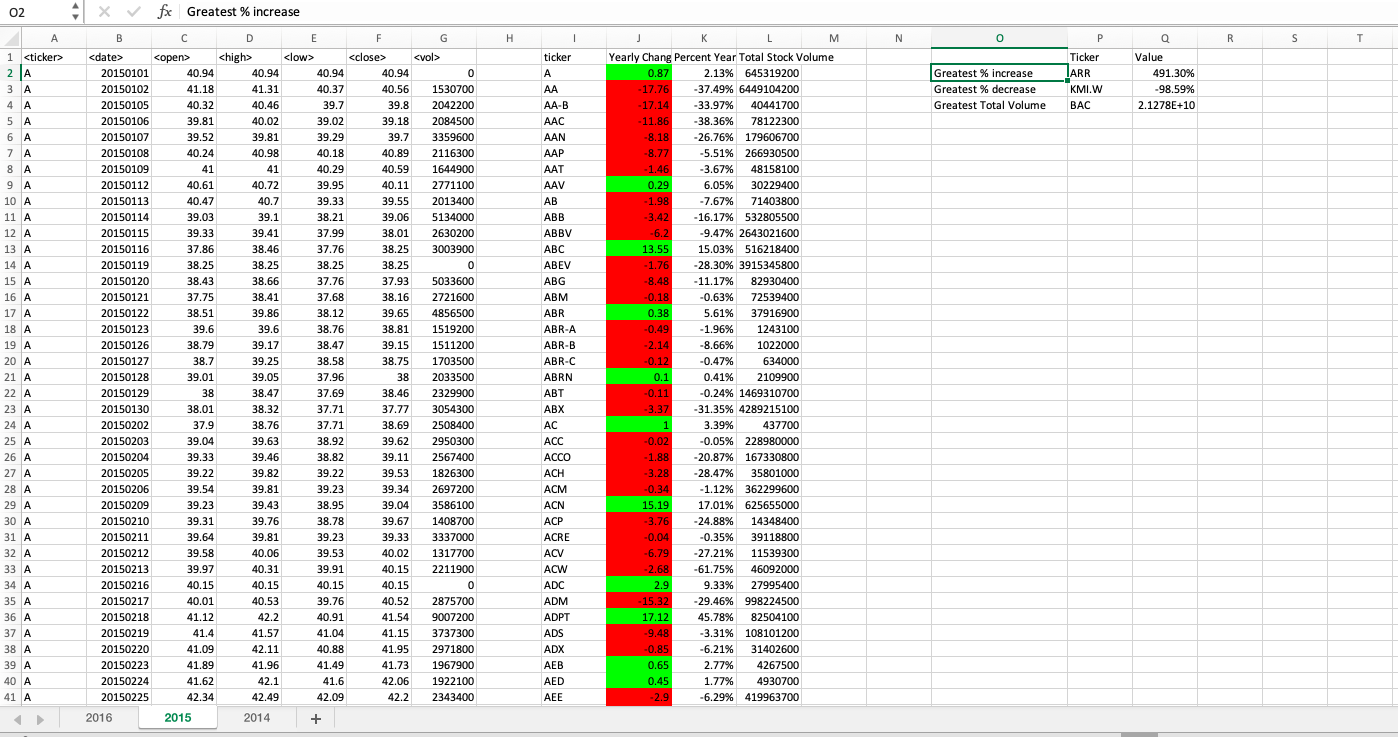 O2 fx Greatest % increase
A B C D E F G H I J K L M N O P Q R S T
1 <ticker> <date> <open> <high> <low> <close> <vol> ticker Yearly Chang Percent Year Total Stock Volume Ticker Value
2 A 20150101 40.94 40.94 40.94 40.94 0 A 0.87 2.13% 645319200 Greatest % increase ARR 491.30%
3 A 20150102 41.18 41.31 40.37 40.56 1530700 AA -17.76 -37.49% 6449104200 Greatest % decrease KMI.W -98.59%
4 A 20150105 40.32 40.46 39.7 39.8 2042200 AA-B -17.14 -33.97% 40441700 Greatest Total Volume BAC 2.1278E+10
5 A 20150106 39.81 40.02 39.02 39.18 2084500 AAC -11.86 -38.36% 78122300
6 A 20150107 39.52 39.81 39.29 39.7 3359600 AAN -8.18 -26.76% 179606700
7 A 20150108 40.24 40.98 40.18 40.89 2116300 AAP -8.77 -5.51% 266930500
8 A 20150109 41 41 40.29 40.59 1644900 AAT -1.46 -3.67% 48158100
9 A 20150112 40.61 40.72 39.95 40.11 2771100 AAV 0.29 6.05% 30229400
10 A 20150113 40.47 40.7 39.33 39.55 2013400 AB -1.98 -7.67% 71403800
11 A 20150114 39.03 39.1 38.21 39.06 5134000 ABB -3.42 -16.17% 532805500
12 A 20150115 39.33 39.41 37.99 38.01 2630200 ABBV -6.2 -9.47% 2643021600
13 A 20150116 37.86 38.46 37.76 38.25 3003900 ABC 13.55 15.03% 516218400
14 A 20150119 38.25 38.25 38.25 38.25 0 ABEV -1.76 -28.30% 3915345800
15 A 20150120 38.43 38.66 37.76 37.93 5033600 ABG -8.48 -11.17% 82930400
16 A 20150121 37.75 38.41 37.68 38.16 2721600 ABM -0.18 -0.63% 72539400
17 A 20150122 38.51 39.86 38.12 39.65 4856500 ABR 0.38 5.61% 37916900
18 A 20150123 39.6 39.6 38.76 38.81 1519200 ABR-A -0.49 -1.96% 1243100
19 A 20150126 38.79 39.17 38.47 39.15 1511200 ABR-B -2.14 -8.66% 1022000
20 A 20150127 38.7 39.25 38.58 38.75 1703500 ABR-C -0.12 -0.47% 634000
21 A 20150128 39.01 39.05 37.96 38 2033500 ABRN 0.1 0.41% 2109900
22 A 20150129 38 38.47 37.69 38.46 2329900 ABT -0.11 -0.24% 1469310700
23 A 20150130 38.01 38.32 37.71 37.77 3054300 ABX -3.37 -31.35% 4289215100
24 A 20150202 37.9 38.76 37.71 38.69 2508400 AC 1 3.39% 437700
25 A 20150203 39.04 39.63 38.92 39.62 2950300 ACC -0.02 -0.05% 228980000
26 A 20150204 39.33 39.46 38.82 39.11 2567400 ACCO -1.88 -20.87% 167330800
27 A 20150205 39.22 39.82 39.22 39.53 1826300 ACH -3.28 -28.47% 35801000
28 A 20150206 39.54 39.81 39.23 39.34 2697200 ACM -0.34 -1.12% 362299600
29 A 20150209 39.23 39.43 38.95 39.04 3586100 ACN 15.19 17.01% 625655000
30 A 20150210 39.31 39.76 38.78 39.67 1408700 ACP -3.76 -24.88% 14348400
31 A 20150211 39.64 39.81 39.23 39.33 3337000 ACRE -0.04 -0.35% 39118800
32 A 20150212 39.58 40.06 39.53 40.02 1317700 ACV -6.79 -27.21% 11539300
33 A 20150213 39.97 40.31 39.91 40.15 2211900 ACW -2.68 -61.75% 46092000
34 A 20150216 40.15 40.15 40.15 40.15 0 ADC 2.9 9.33% 27995400
35 A 20150217 40.01 40.53 39.76 40.52 2875700 ADM -15.32 -29.46% 998224500
36 A 20150218 41.12 42.2 40.91 41.54 9007200 ADPT 17.12 45.78% 82504100
37 A 20150219 41.4 41.57 41.04 41.15 3737300 ADS -9.48 -3.31% 108101200
38 A 20150220 41.09 42.11 40.88 41.95 2971800 ADX -0.85 -6.21% 31402600
39 A 20150223 41.89 41.96 41.49 41.73 1967900 AEB 0.65 2.77% 4267500
40 A 20150224 41.62 42.1 41.6 42.06 1922100 AED 0.45 1.77% 4930700
41 A 20150225 42.34 42.49 42.09 42.2 2343400 AEE -2.9 -6.29% 419963700
2016 2015 2014 +